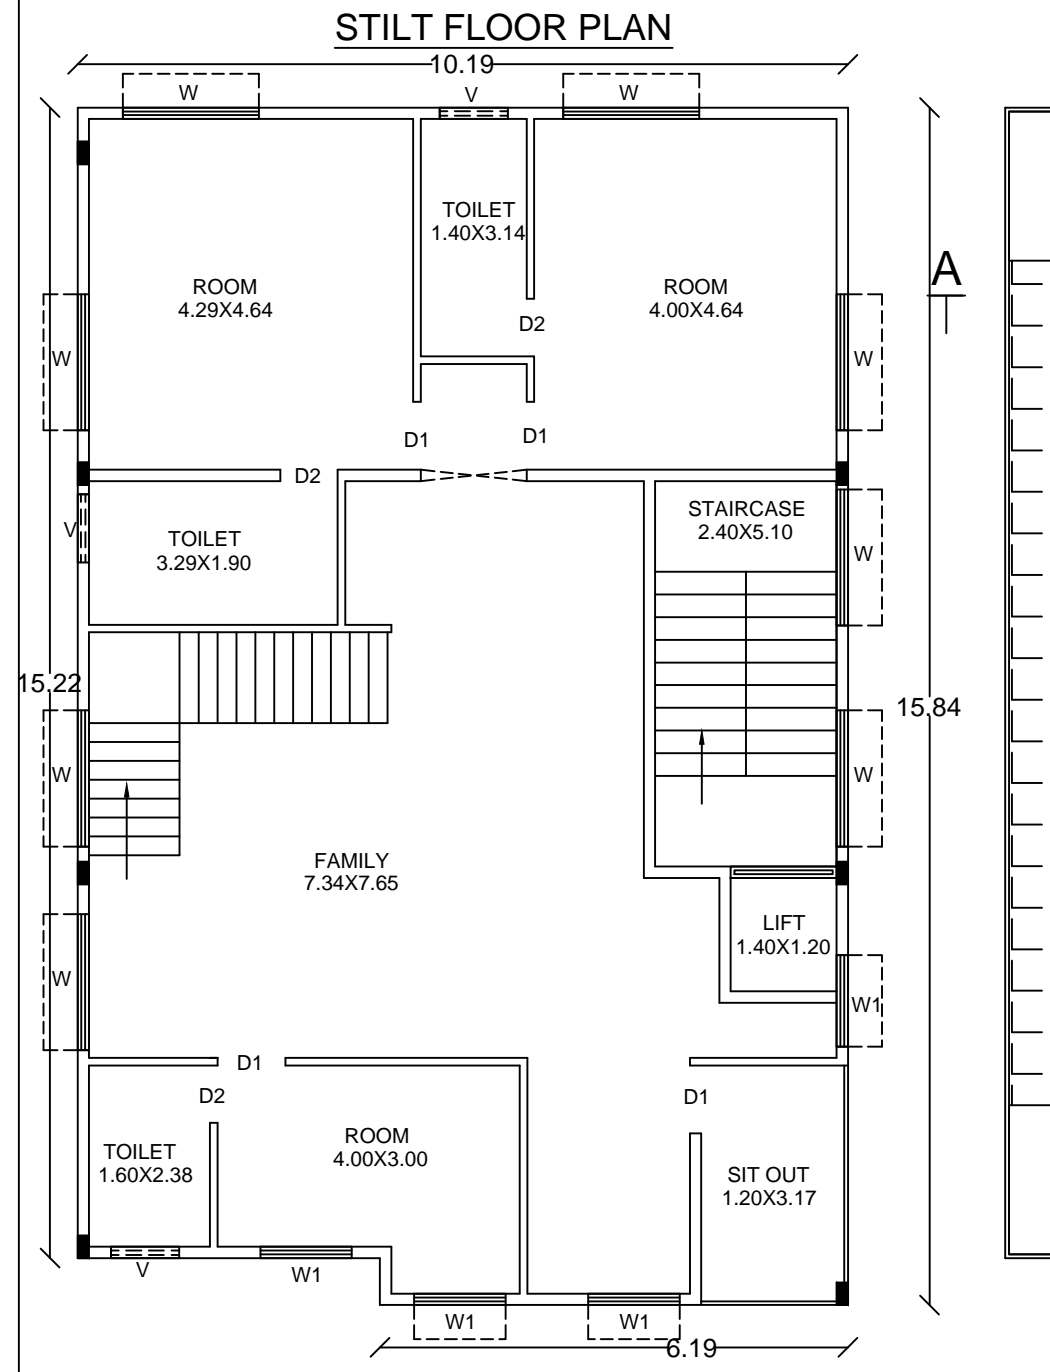 STILT FLOOR PLAN
10.19
W
V
W
TOILET
1.40X3.14
ROOM
4.29X4.64
ROOM
4.00X4.64
A
D2
W
W
D1
D1
D2
STAIRCASE
2.40X5.10
V
TOILET
3.29X1.90
W
15.22
15.84
W
W
FAMILY
7.34X7.65
LIFT
1.40X1.20
W
W1
D1
D2
D1
ROOM
4.00X3.00
TOILET
1.60X2.38
SIT OUT
1.20X3.17
V
W1
W1
W1
6.19